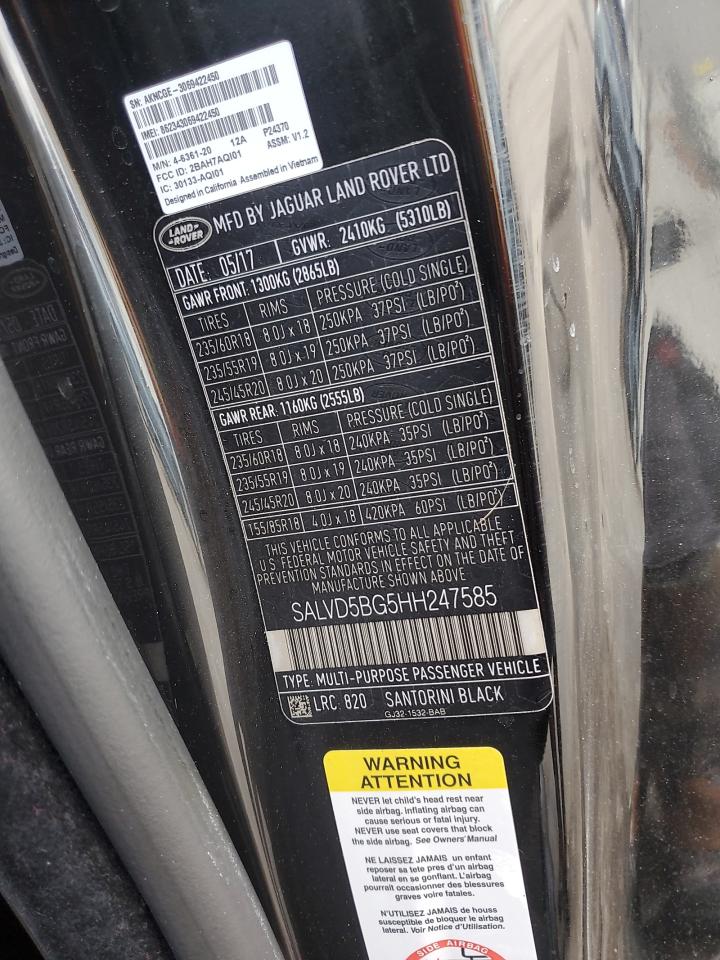 SN: AKNCGE-3069422450
IMEI: 862343069422450
M/N: 4-6361-20 12A P24370
FCC ID: 2BAH7AQI01 ASSM: V1.2
IC: 30133-AQI01
Designed in California Assembled in Vietnam
LAND-ROVER MFD BY JAGUAR LAND ROVER LTD
DATE: 05/17 GVWR: 2410KG (5310LB)
GAWR FRONT: 1300KG (2865LB)
TIRES RIMS PRESSURE (COLD SINGLE)
235/60R18 8.0J x 18 250KPA 37PSI (LB/PO²)
235/55R19 8.0J x 19 250KPA 37PSI (LB/PO²)
245/45R20 8.0J x 20 250KPA 37PSI (LB/PO²)
GAWR REAR: 1160KG (2555LB)
TIRES RIMS PRESSURE (COLD SINGLE)
235/60R18 8.0J x 18 240KPA 35PSI (LB/PO²)
235/55R19 8.0J x 19 240KPA 35PSI (LB/PO²)
245/45R20 8.0J x 20 240KPA 35PSI (LB/PO²)
155/85R18 4.0J x 18 420KPA 60PSI (LB/PO²)
THIS VEHICLE CONFORMS TO ALL APPLICABLE
U.S. FEDERAL MOTOR VEHICLE SAFETY AND THEFT
PREVENTION STANDARDS IN EFFECT ON THE DATE OF
MANUFACTURE SHOWN ABOVE
SALVD5BG5HH247585
TYPE: MULTI-PURPOSE PASSENGER VEHICLE
LRC: 820 SANTORINI BLACK
GJ32-1532-BAB
WARNING
ATTENTION
NEVER let child's head rest near
side airbag. inflating airbag can
cause serious or fatal injury.
NEVER use seat covers that block
the side airbag. See Owners' Manual
NE LAISSEZ JAMAIS un enfant
reposer sa tête près d'un airbag
lateral en se gonflant. L'airbag
pourrait occasionner des blessures
graves voire fatales.
N'UTILISEZ JAMAIS de houss
susceptible de bloquer un airbag
lateral. Voir Notice d'Utilisation.
SIDE AIRBAG